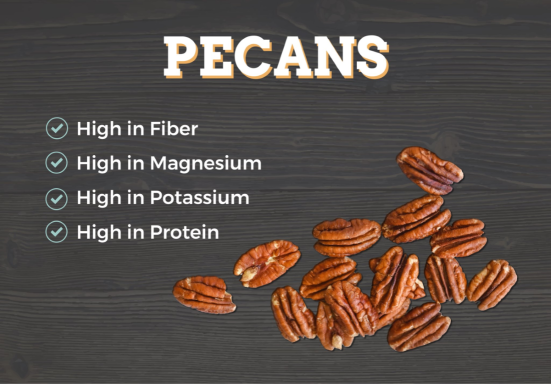 PECANS
High in Fiber
High in Magnesium
High in Potassium
High in Protein